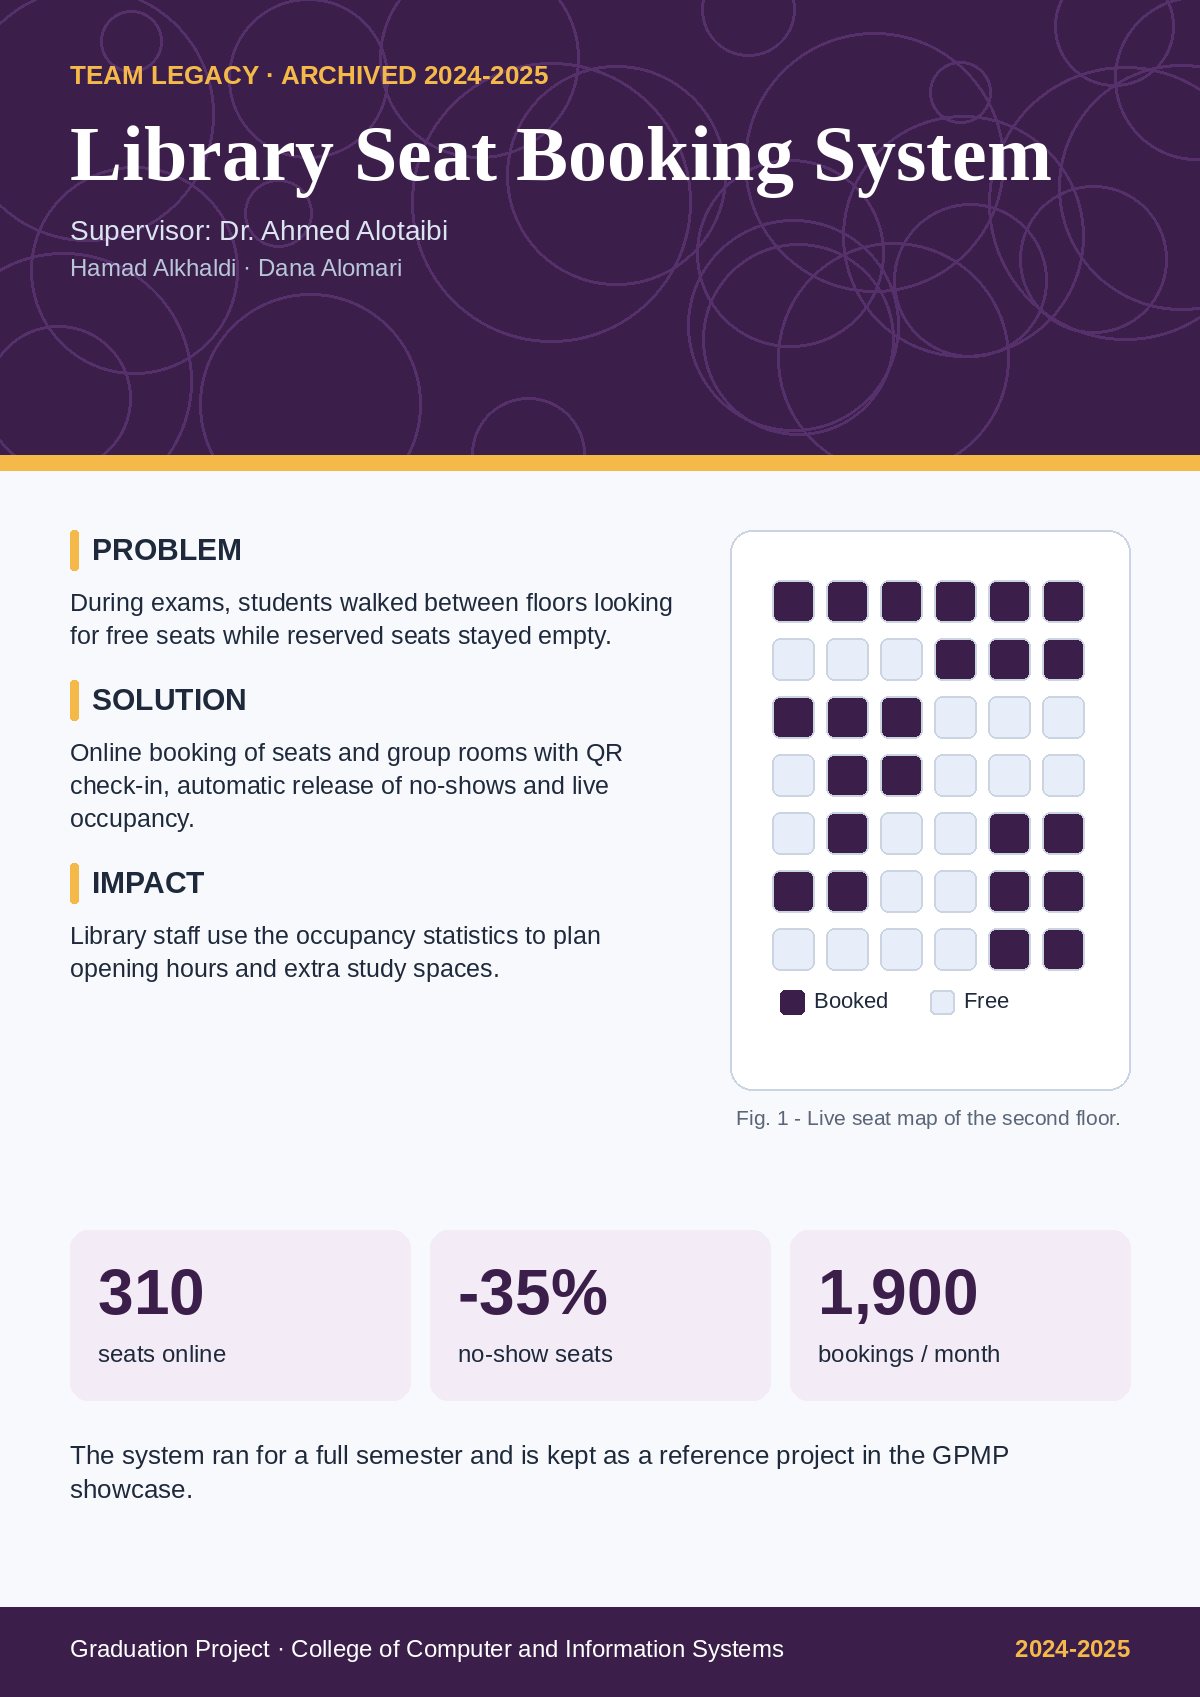 TEAM LEGACY · ARCHIVED 2024-2025
Library Seat Booking System
Supervisor: Dr. Ahmed Alotaibi
Hamad Alkhaldi · Dana Alomari
PROBLEM
During exams, students walked between floors looking
for free seats while reserved seats stayed empty.
SOLUTION
Online booking of seats and group rooms with QR
check-in, automatic release of no-shows and live
occupancy.
IMPACT
Library staff use the occupancy statistics to plan
opening hours and extra study spaces.
Booked
Free
Fig. 1 - Live seat map of the second floor.
310
seats online
-35%
no-show seats
1,900
bookings / month
The system ran for a full semester and is kept as a reference project in the GPMP
showcase.
Graduation Project · College of Computer and Information Systems
2024-2025